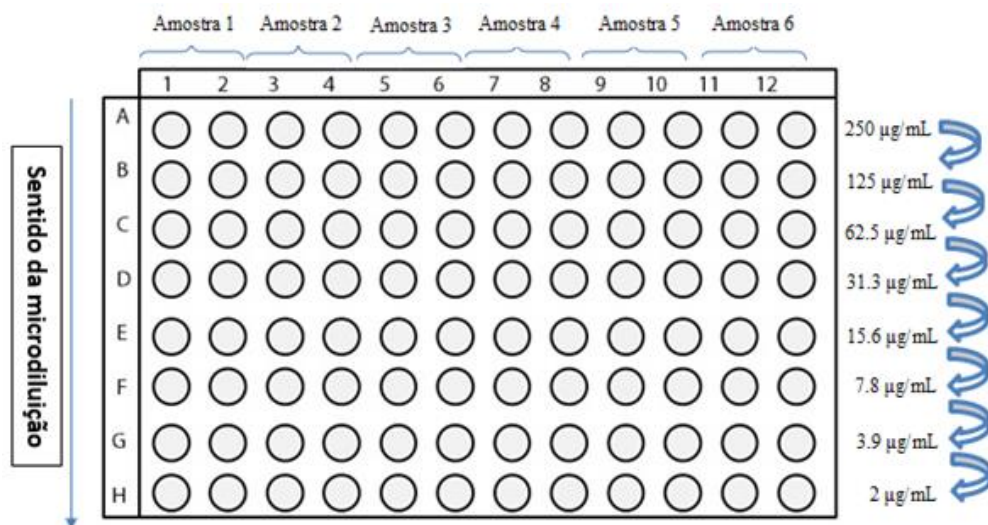 Amostra 1 Amostra 2 Amostra 3 Amostra 4 Amostra 5 Amostra 6
1 2 3 4 5 6 7 8 9 10 11 12
Sentido da microdiluição
A 250 µg/mL
B 125 µg/mL
C 62.5 µg/mL
D 31.3 µg/mL
E 15.6 µg/mL
F 7.8 µg/mL
G 3.9 µg/mL
H 2 µg/mL